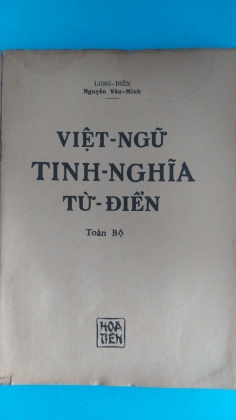 LONG-ĐIỀN
Nguyễn Văn-Minh
VIỆT-NGỮ
TINH-NGHĨA
TỪ-ĐIỂN
Toàn Bộ
HOA
TIÊN